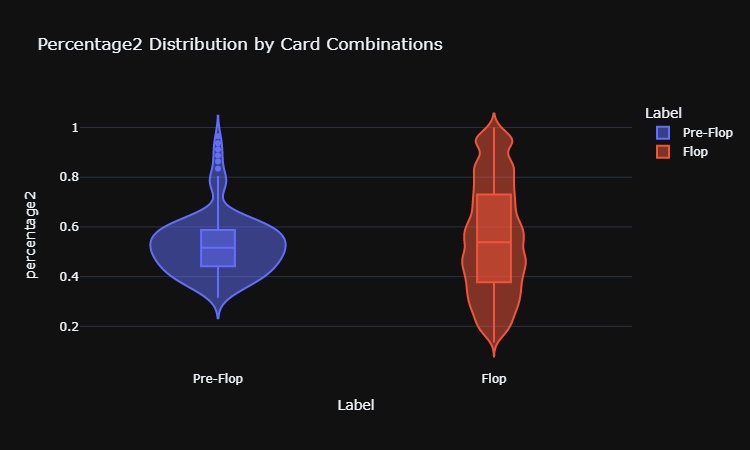 Percentage2 Distribution by Card Combinations
Label
Pre-Flop
Flop
1
0.8
0.6
0.4
0.2
percentage2
Pre-Flop
Flop
Label